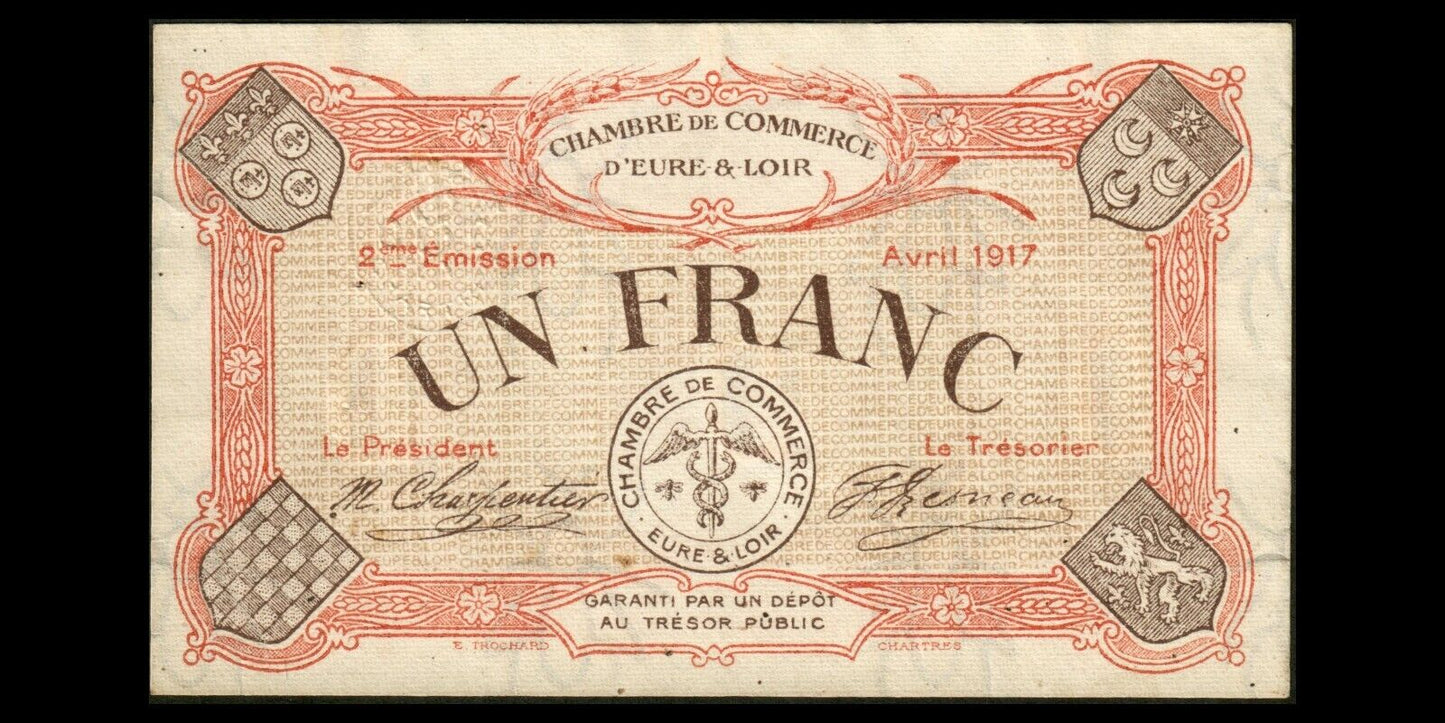 CHAMBRE DE COMMERCE
D'EURE-&-LOIR
2ème Émission
Avril 1917
UN FRANC
Le Président
Le Trésorier
M. Charpentier
CHAMBRE DE COMMERCE
· EURE·&·LOIR ·
GARANTI PAR UN DÉPÔT
AU TRÉSOR PUBLIC
E. TROCHARD
CHARTRES